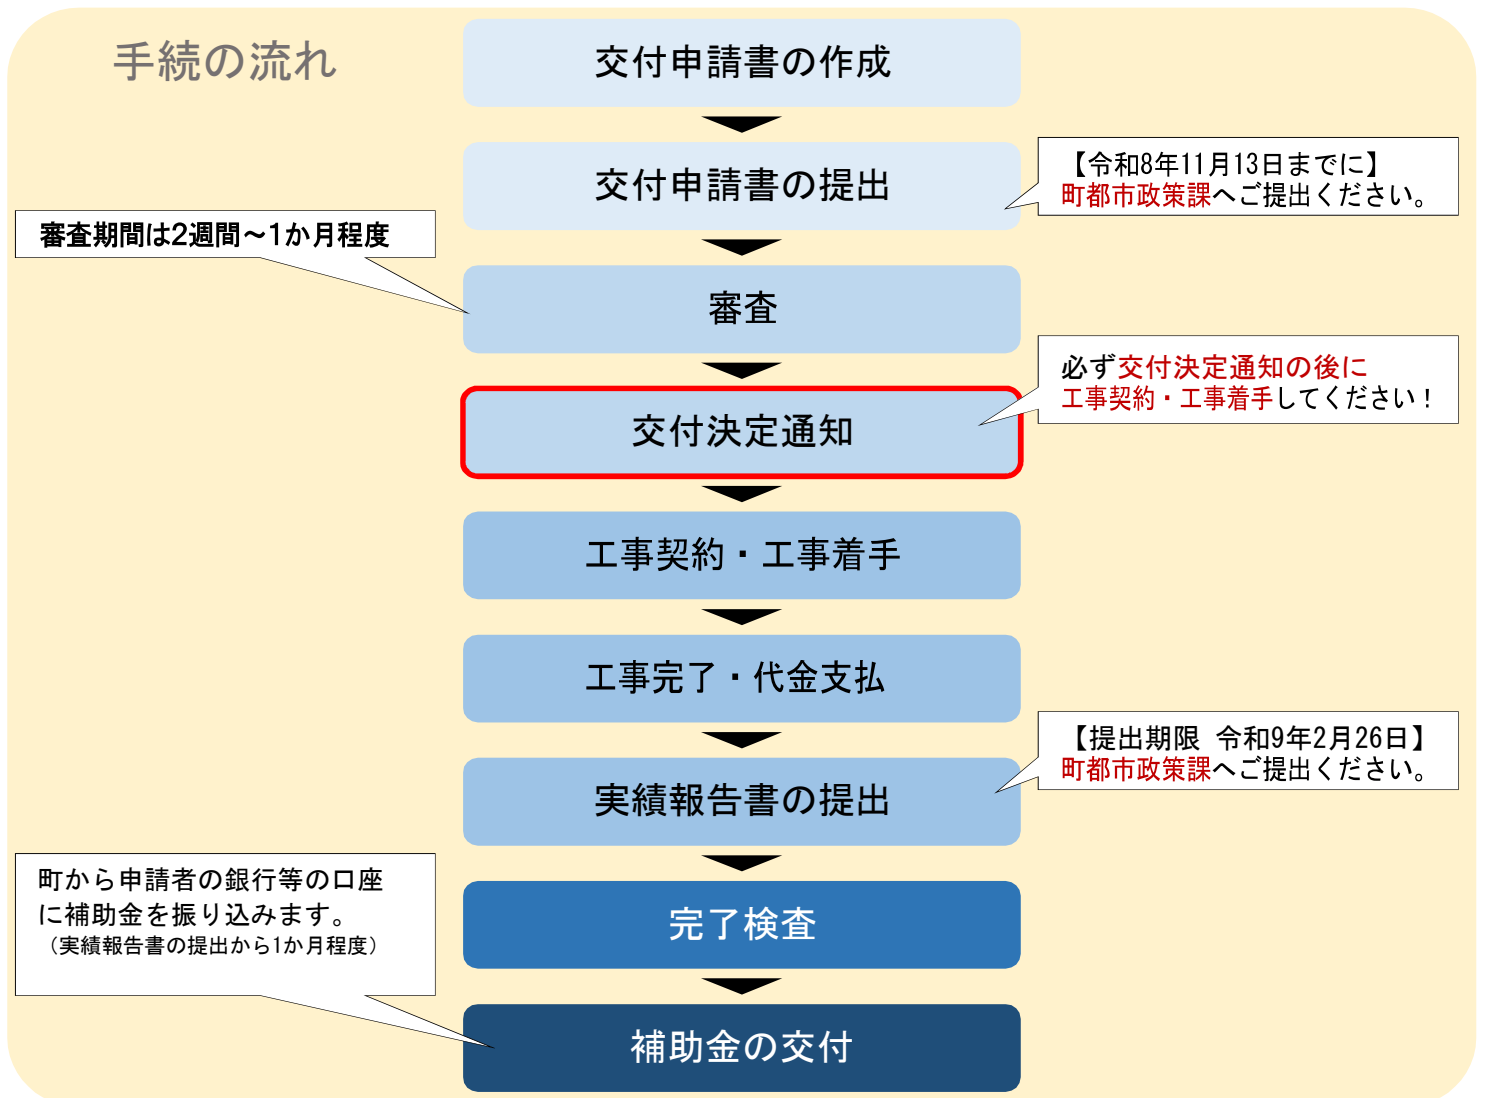 手続の流れ
交付申請書の作成
交付申請書の提出
【令和8年11月13日までに】
町都市政策課へご提出ください。
審査期間は2週間～1か月程度
審査
交付決定通知
必ず交付決定通知の後に
工事契約・工事着手してください！
工事契約・工事着手
工事完了・代金支払
実績報告書の提出
【提出期限 令和9年2月26日】
町都市政策課へご提出ください。
完了検査
町から申請者の銀行等の口座
に補助金を振り込みます。
（実績報告書の提出から1か月程度）
補助金の交付